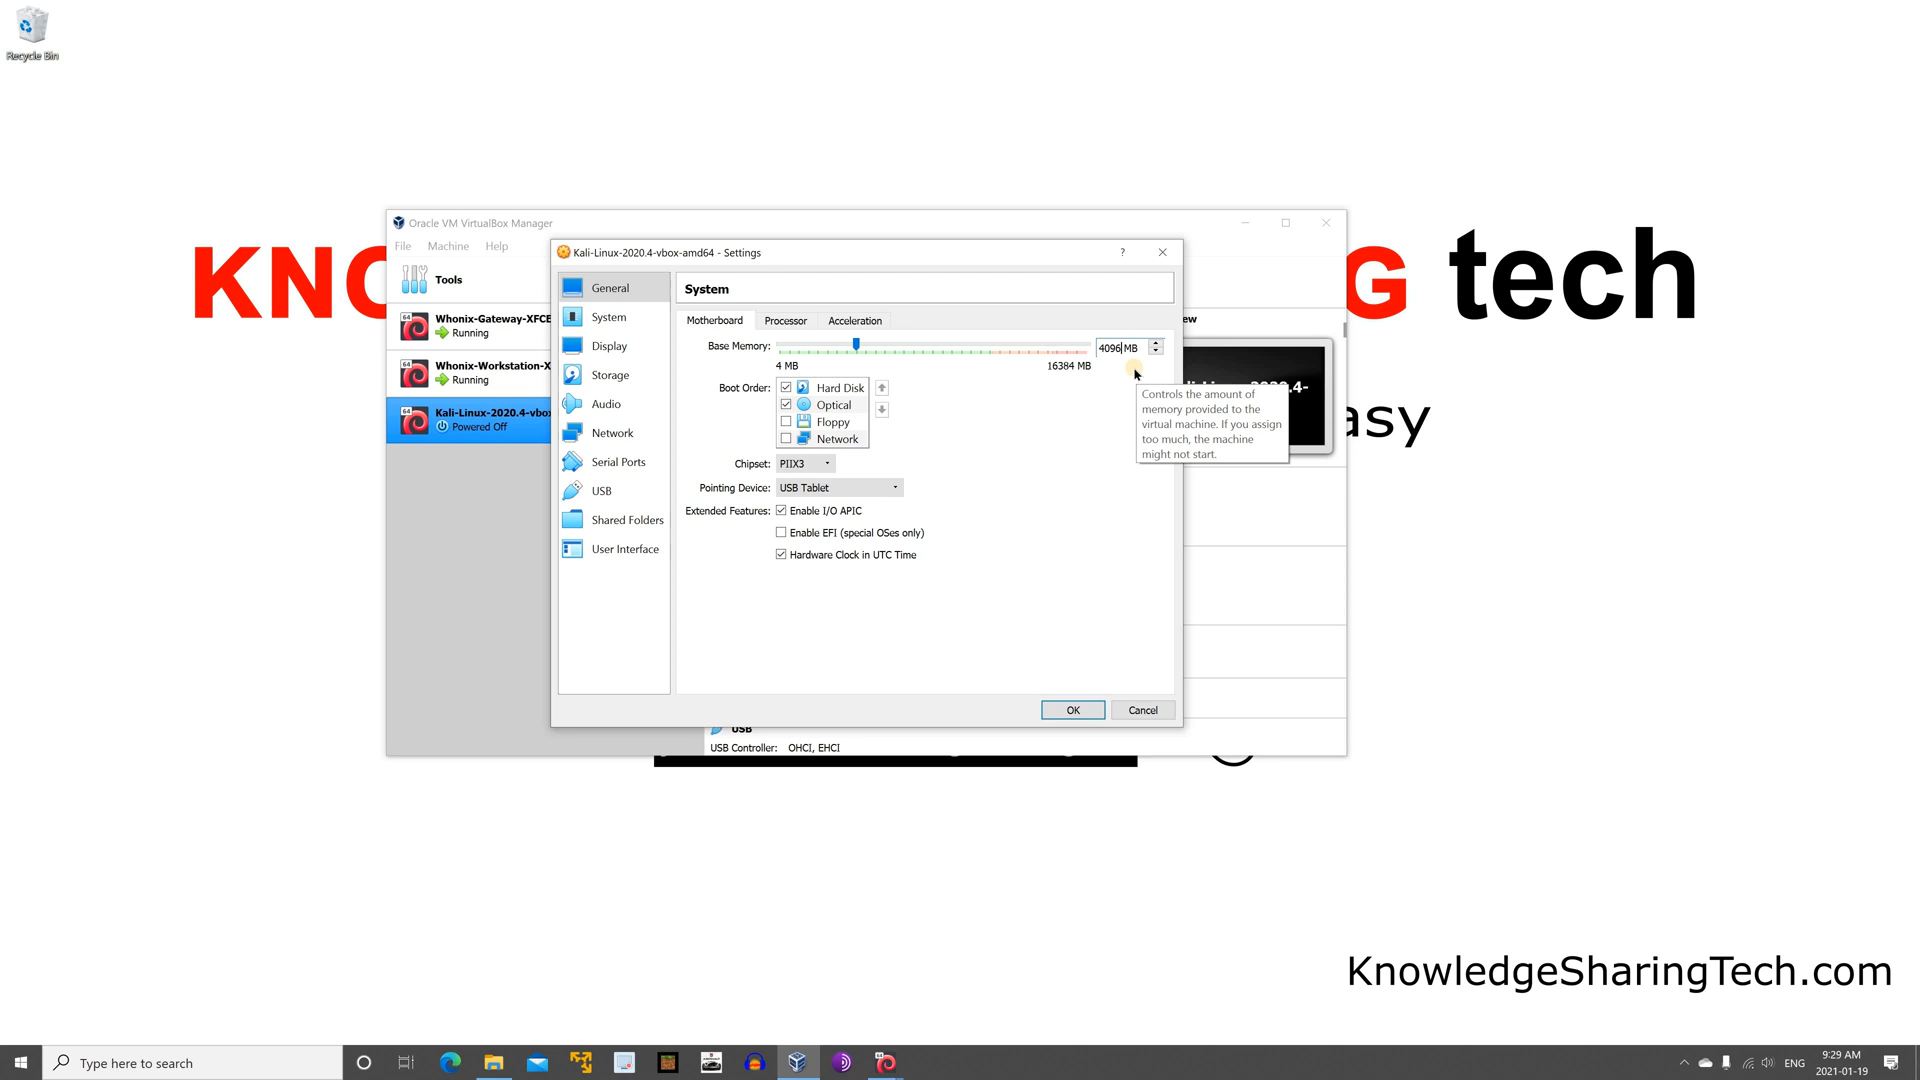 Recycle Bin
KNO
G tech
asy
Oracle VM VirtualBox Manager
File Machine Help
Tools
Whonix-Gateway-XFCE
Running
Whonix-Workstation-X
Running
Kali-Linux-2020.4-vbox
Powered Off
Kali-Linux-2020.4-vbox-amd64 - Settings
?
General
System
Display
Storage
Audio
Network
Serial Ports
USB
Shared Folders
User Interface
System
Motherboard Processor Acceleration
Base Memory:
4096 MB
4 MB 16384 MB
Boot Order:
Hard Disk
Optical
Floppy
Network
Chipset: PIIX3
Pointing Device: USB Tablet
Extended Features: Enable I/O APIC
Enable EFI (special OSes only)
Hardware Clock in UTC Time
OK Cancel
ew
2020.4-
Controls the amount of
memory provided to the
virtual machine. If you assign
too much, the machine
might not start.
USB
USB Controller: OHCI, EHCI
KnowledgeSharingTech.com
Type here to search
ENG
9:29 AM
2021-01-19